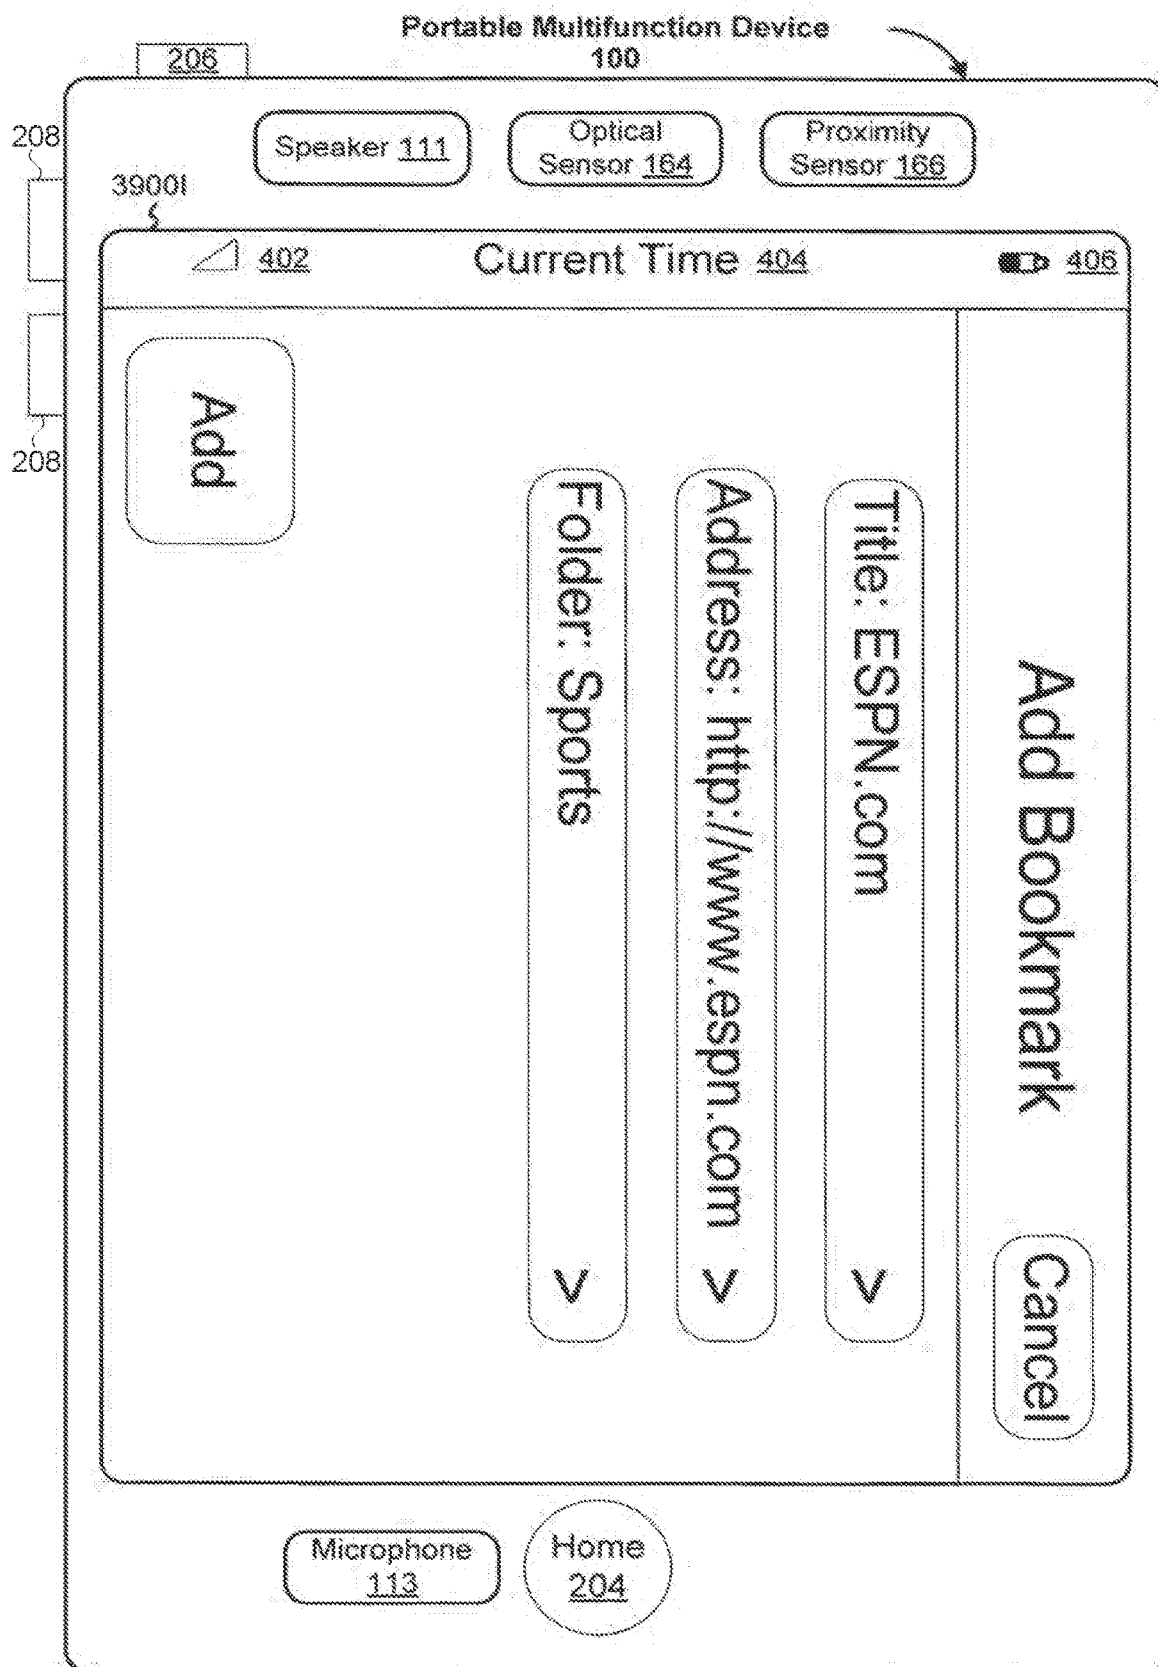 Portable Multifunction Device
100
206
208
208
3900I
Speaker 111
Optical
Sensor 164
Proximity
Sensor 166
402
Current Time 404
406
Add Bookmark
Cancel
Title: ESPN.com >
Address: http://www.espn.com >
Folder: Sports >
Add
Microphone
113
Home
204